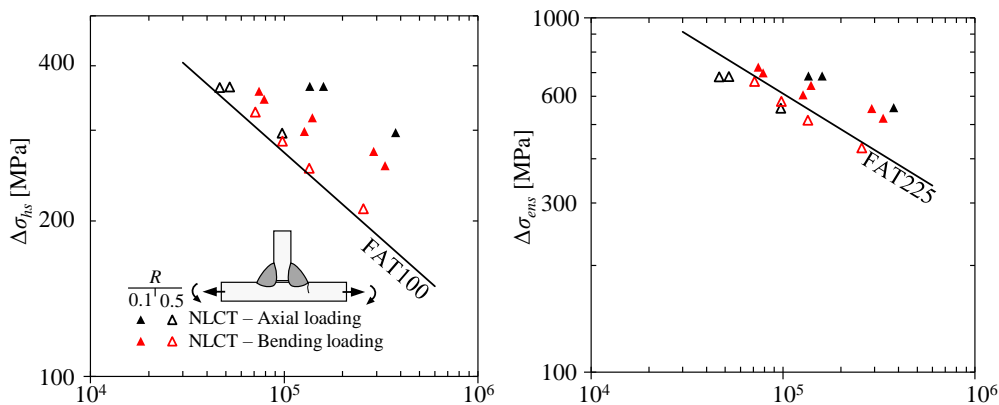 400
200
100
Δσhs [MPa]
FAT100
R
0.1 0.5
NLCT – Axial loading
NLCT – Bending loading
10^4 10^5 10^6
1000
600
300
100
Δσens [MPa]
FAT225
10^4 10^5 10^6